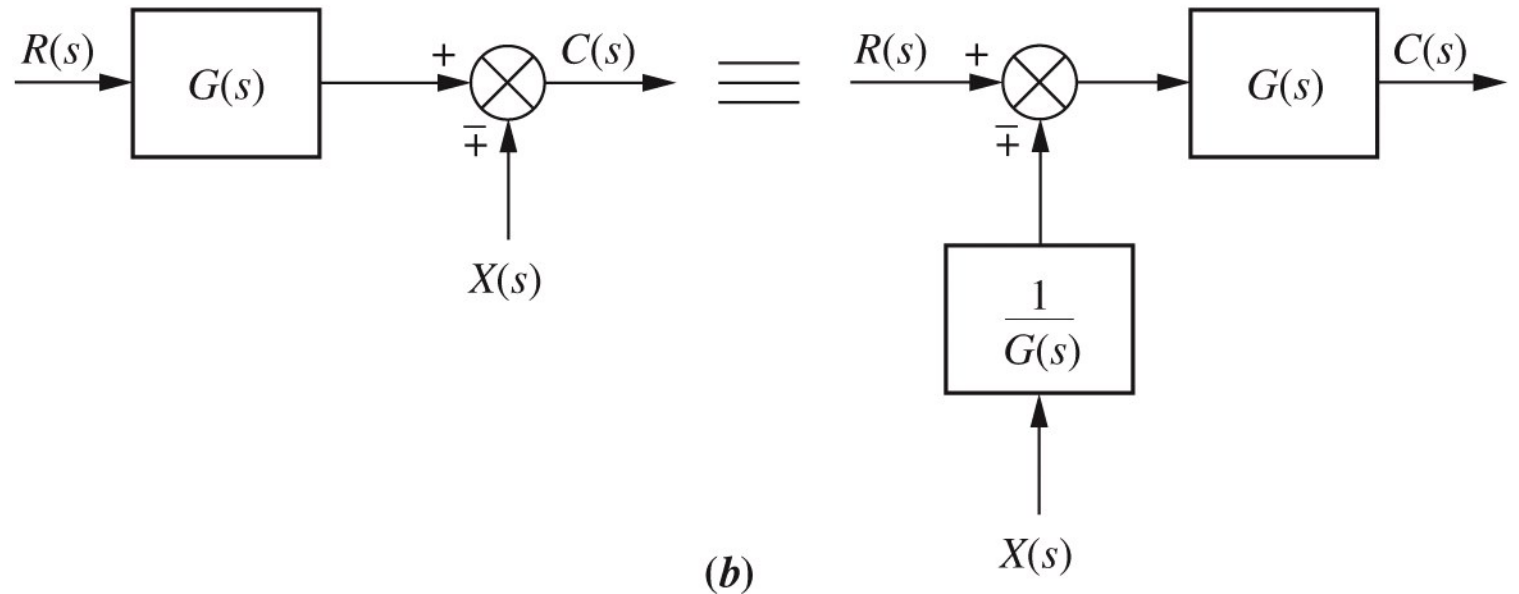 R(s)
G(s)
+
∓
C(s)
X(s)
≡
R(s)
+
∓
G(s)
C(s)
1
G(s)
X(s)
(b)